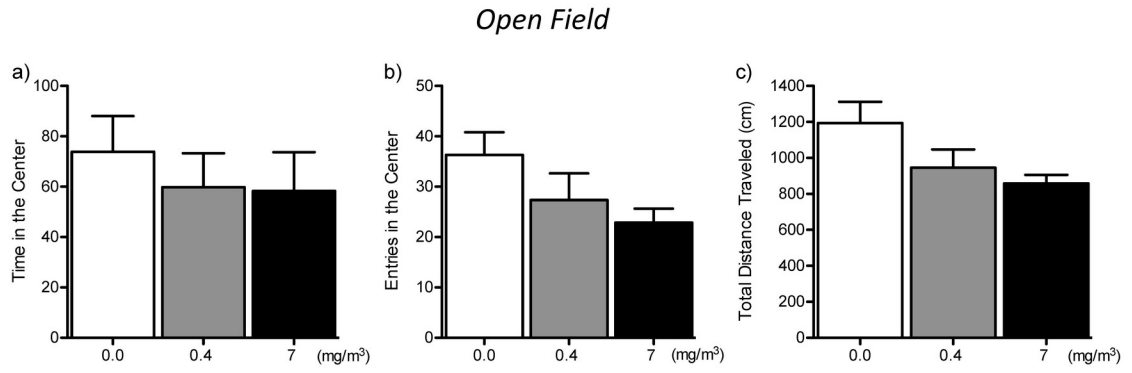 Open Field
a)
Time in the Center
100
80
60
40
20
0
0.0 0.4 7 (mg/m³)
b)
Entries in the Center
50
40
30
20
10
0
0.0 0.4 7 (mg/m³)
c)
Total Distance Traveled (cm)
1400
1200
1000
800
600
400
200
0
0.0 0.4 7 (mg/m³)